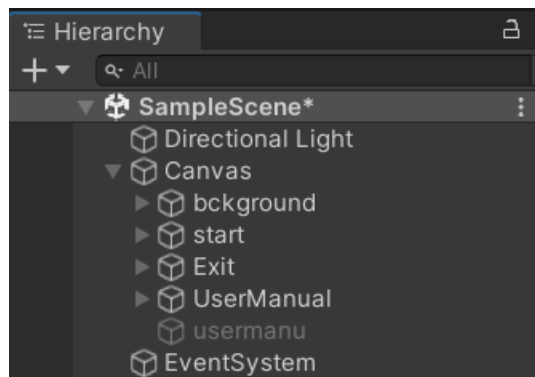 Hierarchy
All
SampleScene*
Directional Light
Canvas
bckground
start
Exit
UserManual
usermanu
EventSystem